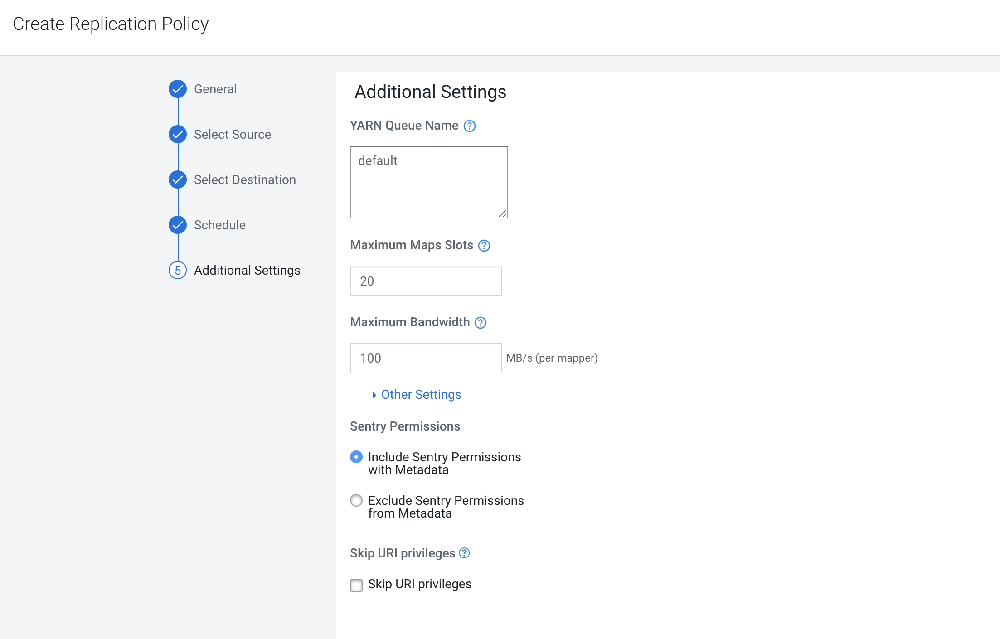 Create Replication Policy
General
Select Source
Select Destination
Schedule
5 Additional Settings
Additional Settings
YARN Queue Name ?
default
Maximum Maps Slots ?
20
Maximum Bandwidth ?
100 MB/s (per mapper)
Other Settings
Sentry Permissions
Include Sentry Permissions
with Metadata
Exclude Sentry Permissions
from Metadata
Skip URI privileges ?
Skip URI privileges